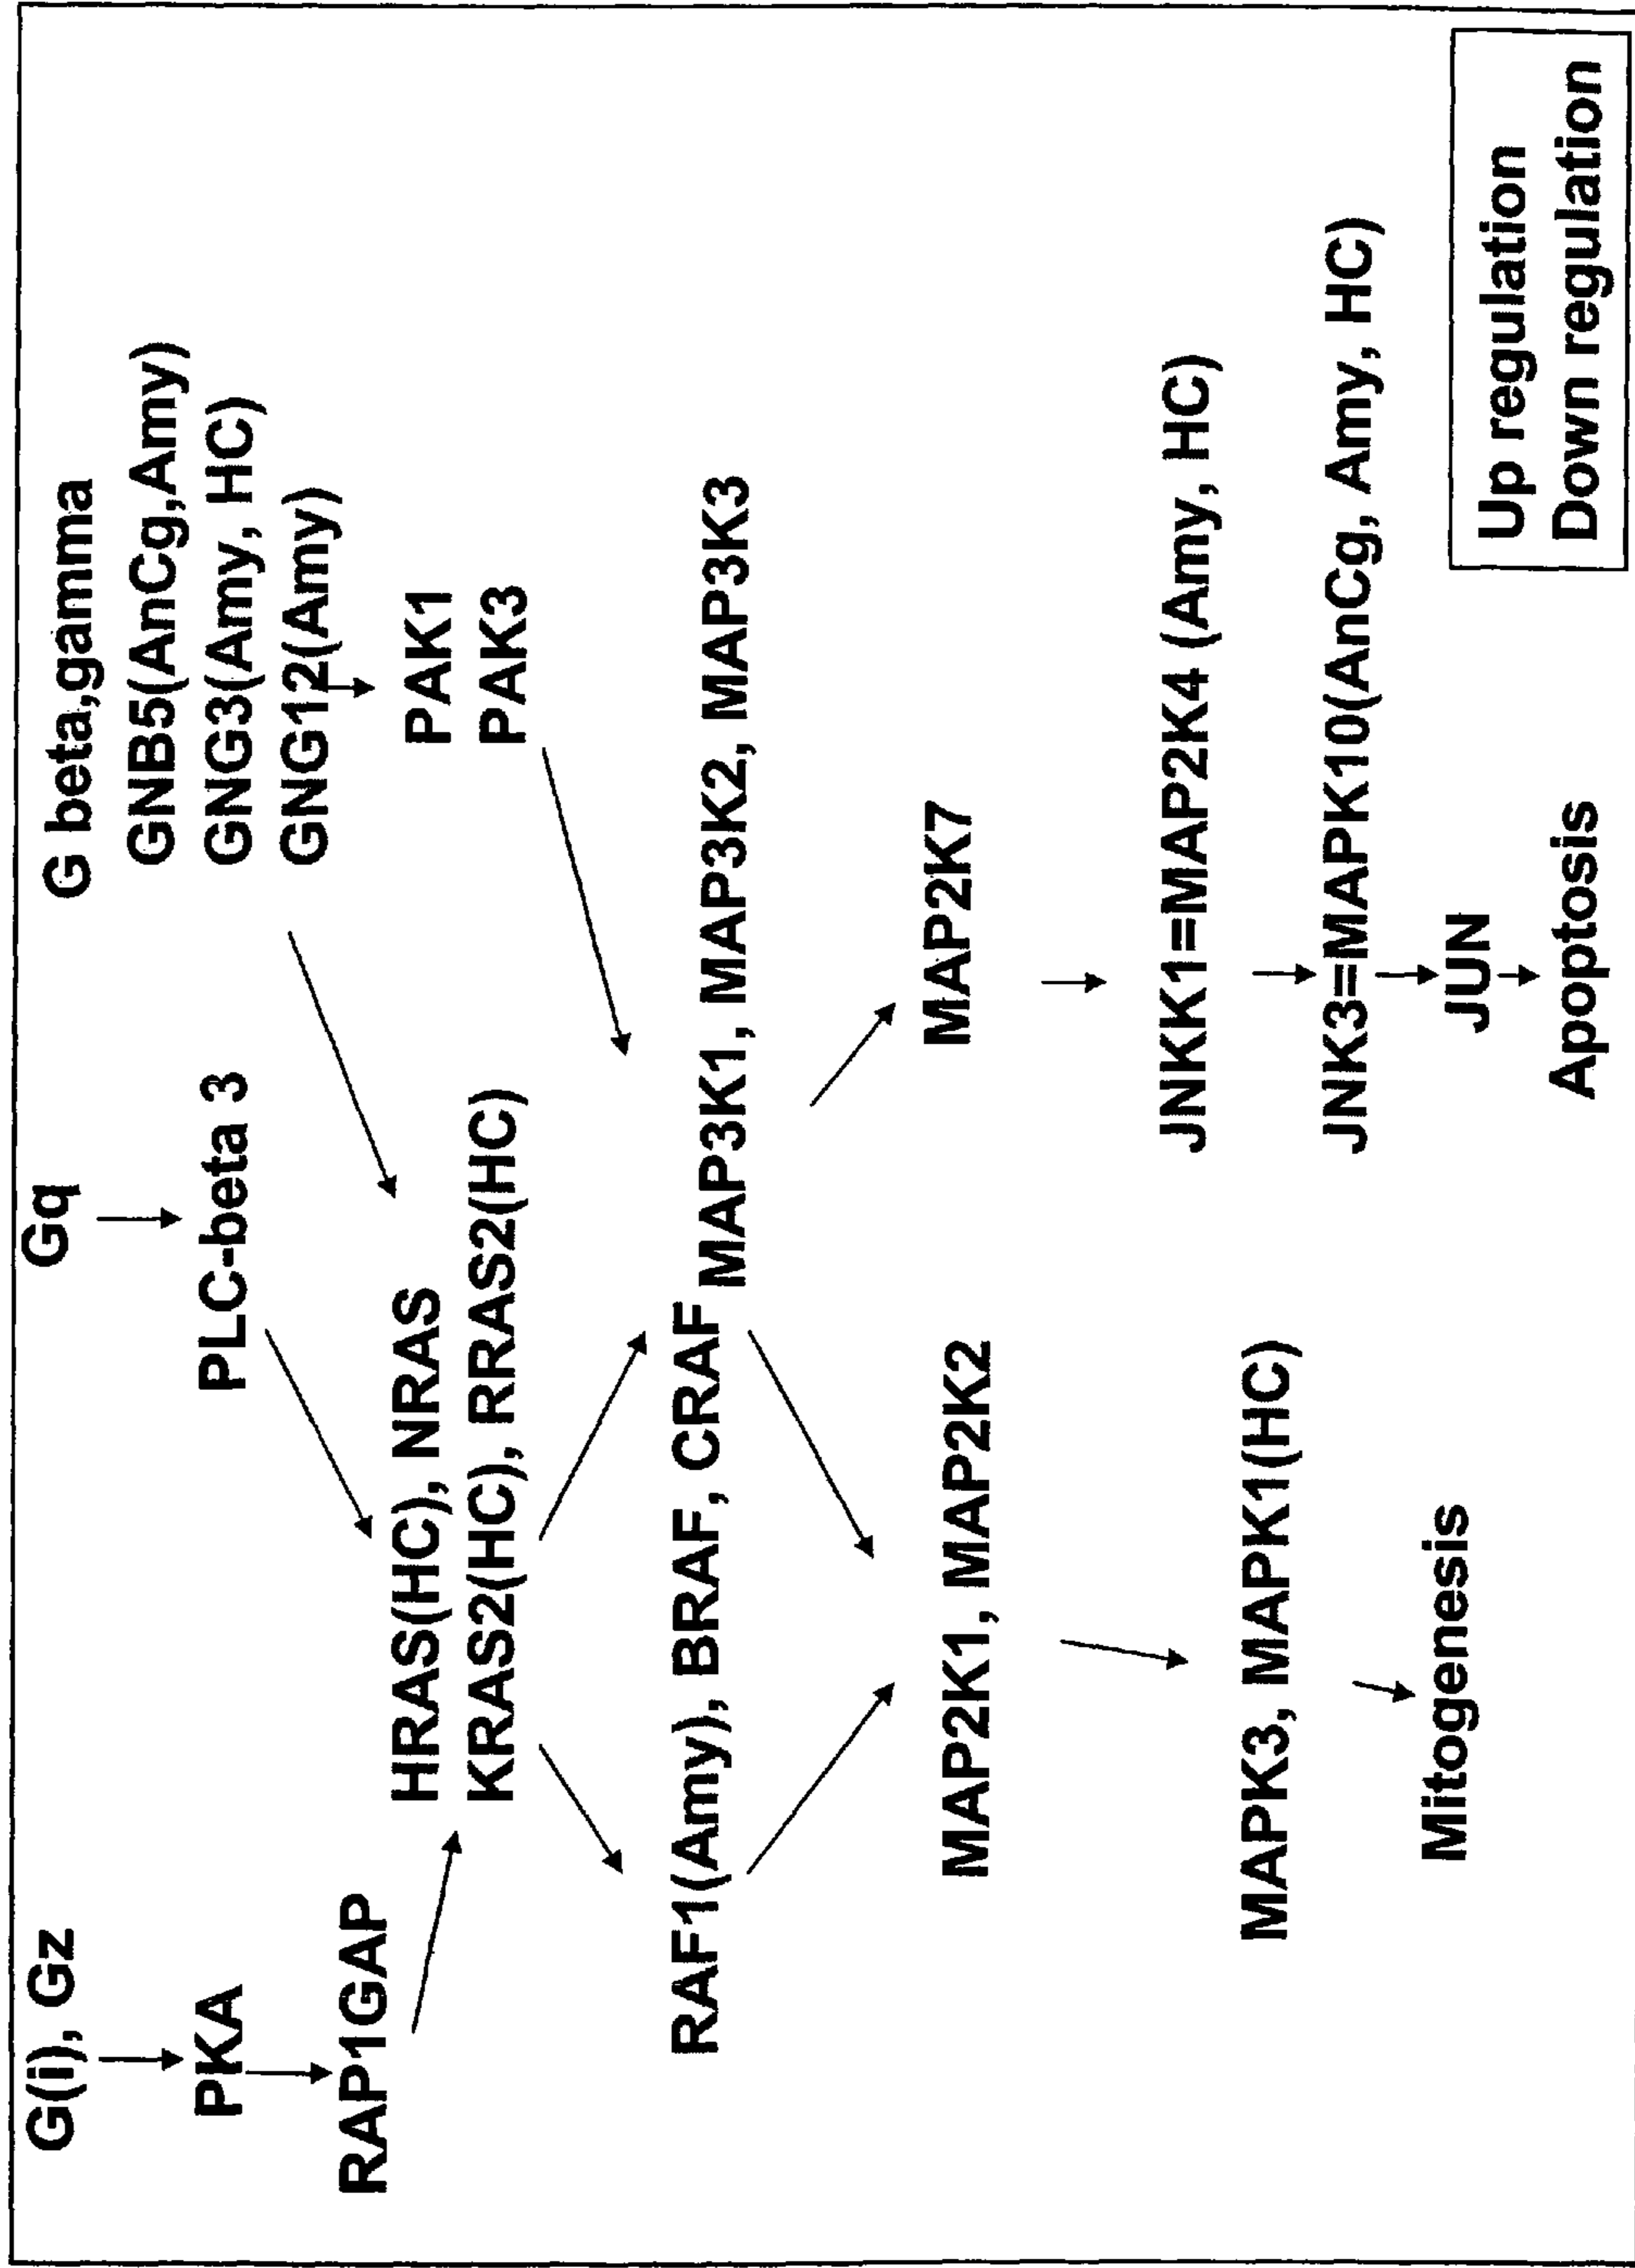 G(i), Gz
Gq
G beta,gamma
GNB5(AnCg,Amy)
GNG3(Amy, HC)
GNG12(Amy)
PKA
PLC-beta 3
RAP1GAP
HRAS(HC), NRAS
KRAS2(HC), RRAS2(HC)
PAK1
PAK3
RAF1(Amy), BRAF, CRAF
MAP3K1, MAP3K2, MAP3K3
MAP2K1, MAP2K2
MAP2K7
JNKK1=MAP2K4 (Amy, HC)
MAPK3, MAPK1(HC)
JNK3=MAPK10(AnCg, Amy, HC)
Mitogenesis
JUN
Apoptosis
Up regulation
Down regulation